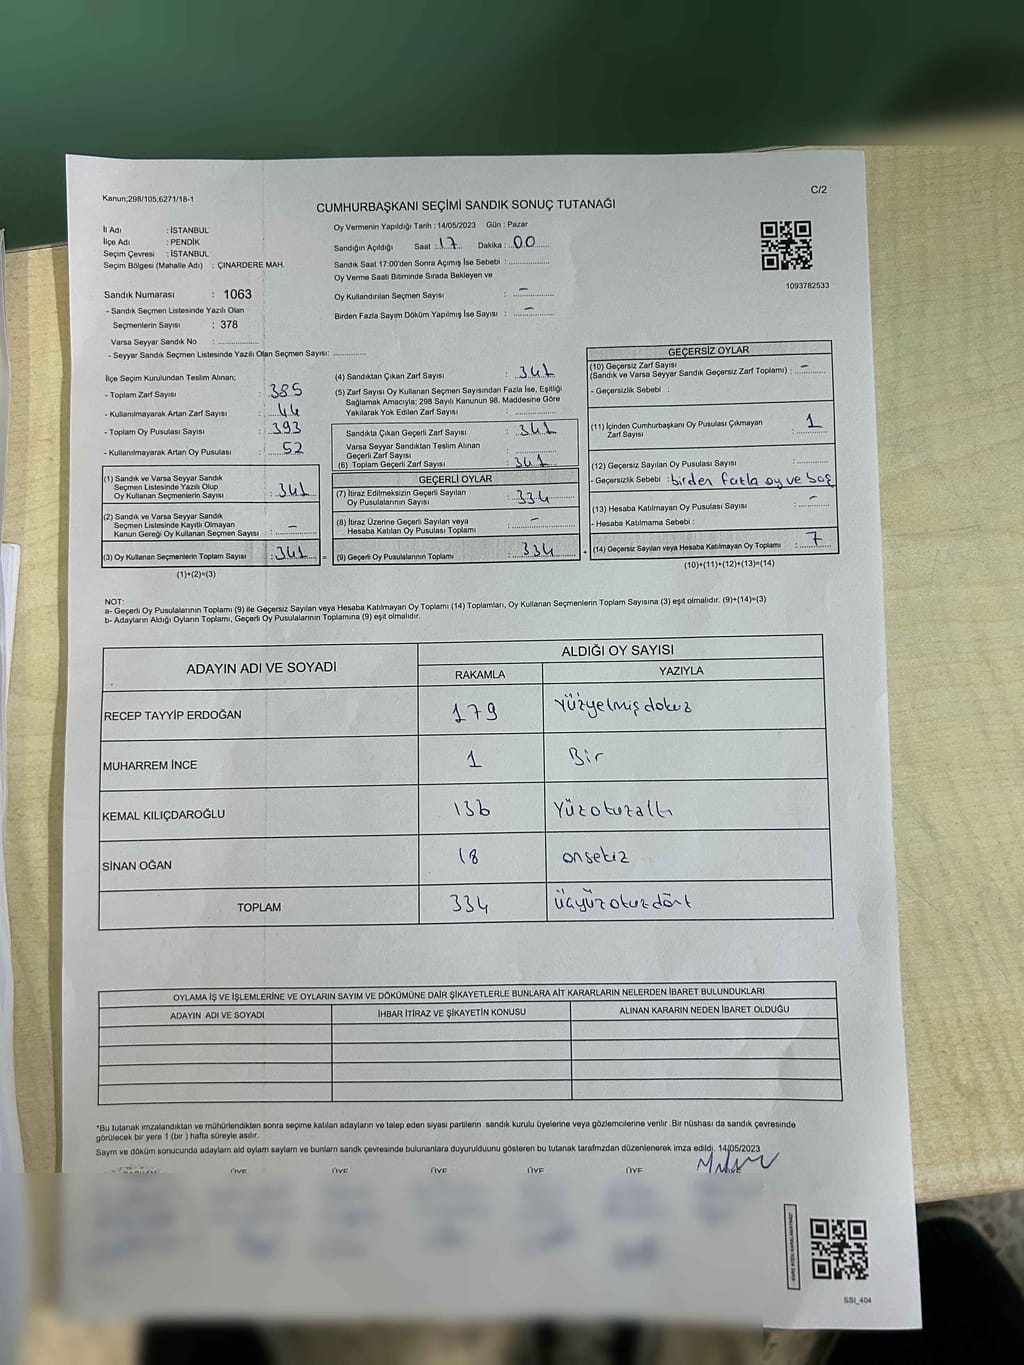 Kanun;298/105;6271/18-1
C/2
CUMHURBAŞKANI SEÇİMİ SANDIK SONUÇ TUTANAĞI
İl Adı : İSTANBUL
İlçe Adı : PENDİK
Seçim Çevresi : İSTANBUL
Seçim Bölgesi (Mahalle Adı) : ÇINARDERE MAH.
Sandık Numarası : 1063
- Sandık Seçmen Listesinde Yazılı Olan
Seçmenlerin Sayısı : 378
Varsa Seyyar Sandık No : ..............
- Seyyar Sandık Seçmen Listesinde Yazılı Olan Seçmen Sayısı: ............
Oy Vermenin Yapıldığı Tarih : 14/05/2023 Gün : Pazar
Sandığın Açıldığı Saat : 17 Dakika : 00
Sandık Saat 17:00'den Sonra Açımış İse Sebebi : ..............
Oy Verme Saati Bitiminde Sırada Bekleyen ve
Oy Kullandırılan Seçmen Sayısı : -
Birden Fazla Sayım Döküm Yapılmış İse Sayısı : -
1093782533
İlçe Seçim Kurulundan Teslim Alınan;
- Toplam Zarf Sayısı : 385
- Kullanılmayarak Artan Zarf Sayısı : 44
- Toplam Oy Pusulası Sayısı : 393
- Kullanılmayarak Artan Oy Pusulası : 52
(1) Sandık ve Varsa Seyyar Sandık
Seçmen Listesinde Yazılı Olup
Oy Kullanan Seçmenlerin Sayısı : 341
(2) Sandık ve Varsa Seyyar Sandık
Seçmen Listesinde Kayıtlı Olmayan
Kanun Gereği Oy Kullanan Seçmen Sayısı : -
(3) Oy Kullanan Seçmenlerin Toplam Sayısı : 341 =
(1)+(2)=(3)
(4) Sandıktan Çıkan Zarf Sayısı : 341
(5) Zarf Sayısı Oy Kullanan Seçmen Sayısından Fazla İse, Eşitliği
Sağlamak Amacıyla; 298 Sayılı Kanunun 98. Maddesine Göre
Yakılarak Yok Edilen Zarf Sayısı : ..............
Sandıkta Çıkan Geçerli Zarf Sayısı : 341
Varsa Seyyar Sandıktan Teslim Alınan
Geçerli Zarf Sayısı : ..............
(6) Toplam Geçerli Zarf Sayısı : 341
GEÇERLİ OYLAR
(7) İtiraz Edilmeksizin Geçerli Sayılan
Oy Pusulalarının Sayısı : 334
(8) İtiraz Üzerine Geçerli Sayılan veya
Hesaba Katılan Oy Pusulası Toplamı : -
(9) Geçerli Oy Pusulalarının Toplamı : 334 +
GEÇERSİZ OYLAR
(10) Geçersiz Zarf Sayısı
(Sandık ve Varsa Seyyar Sandık Geçersiz Zarf Toplamı) : -
- Geçersizlik Sebebi :
(11) İçinden Cumhurbaşkanı Oy Pusulası Çıkmayan
Zarf Sayısı : 1
(12) Geçersiz Sayılan Oy Pusulası Sayısı : ..........
- Geçersizlik Sebebi : birden fazla oy ve boş
(13) Hesaba Katılmayan Oy Pusulası Sayısı : -
- Hesaba Katılmama Sebebi :
(14) Geçersiz Sayılan veya Hesaba Katılmayan Oy Toplamı : 7
(10)+(11)+(12)+(13)=(14)
NOT:
a- Geçerli Oy Pusulalarının Toplamı (9) ile Geçersiz Sayılan veya Hesaba Katılmayan Oy Toplamı (14) Toplamları, Oy Kullanan Seçmenlerin Toplam Sayısına (3) eşit olmalıdır. (9)+(14)=(3)
b- Adayların Aldığı Oyların Toplamı, Geçerli Oy Pusulalarının Toplamına (9) eşit olmalıdır.
ADAYIN ADI VE SOYADI ALDIĞI OY SAYISI
RAKAMLA YAZIYLA
RECEP TAYYİP ERDOĞAN 179 Yüzyetmiş dokuz
MUHARREM İNCE 1 Bir
KEMAL KILIÇDAROĞLU 136 Yüzotuzaltı
SİNAN OĞAN 18 onsekiz
TOPLAM 334 üçyüzotuzdört
OYLAMA İŞ VE İŞLEMLERİNE VE OYLARIN SAYIM VE DÖKÜMÜNE DAİR ŞİKAYETLERLE BUNLARA AİT KARARLARIN NELERDEN İBARET BULUNDUKLARI
ADAYIN ADI VE SOYADI İHBAR İTİRAZ VE ŞİKAYETİN KONUSU ALINAN KARARIN NEDEN İBARET OLDUĞU
*Bu tutanak imzalandıktan ve mühürlendikten sonra seçime katılan adayların ve talep eden siyasi partilerin sandık kurulu üyelerine veya gözlemcilerine verilir .Bir nüshası da sandık çevresinde
görülecek bir yere 1 (bir ) hafta süreyle asılır.
Sayım ve döküm sonucunda adayların aldı oyların sayıların ve bunların sandk çevresinde bulunanlara duyurulduunu gösteren bu tutanak tarafmzdan düzenlenerek imza edildi. 14/05/2023
ÜYE ÜYE ÜYE ÜYE ÜYE
SSI_404